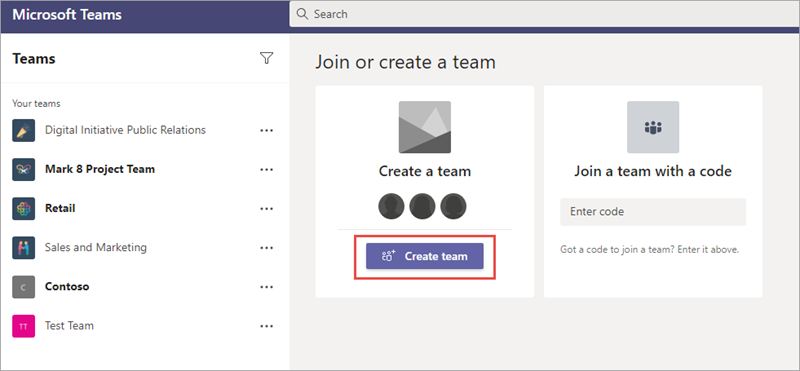 Microsoft Teams
Search
Teams
Your teams
Digital Initiative Public Relations
Mark 8 Project Team
Retail
Sales and Marketing
C
Contoso
TT
Test Team
Join or create a team
Create a team
Create team
Join a team with a code
Enter code
Got a code to join a team? Enter it above.